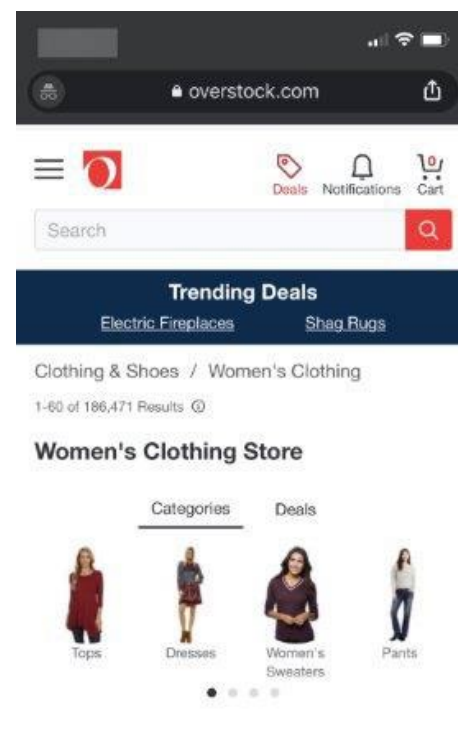 overstock.com
0
Deals Notifications Cart
Search
Trending Deals
Electric Fireplaces Shag Rugs
Clothing & Shoes / Women's Clothing
1-60 of 186,471 Results
Women's Clothing Store
Categories Deals
Tops Dresses Women's Sweaters Pants